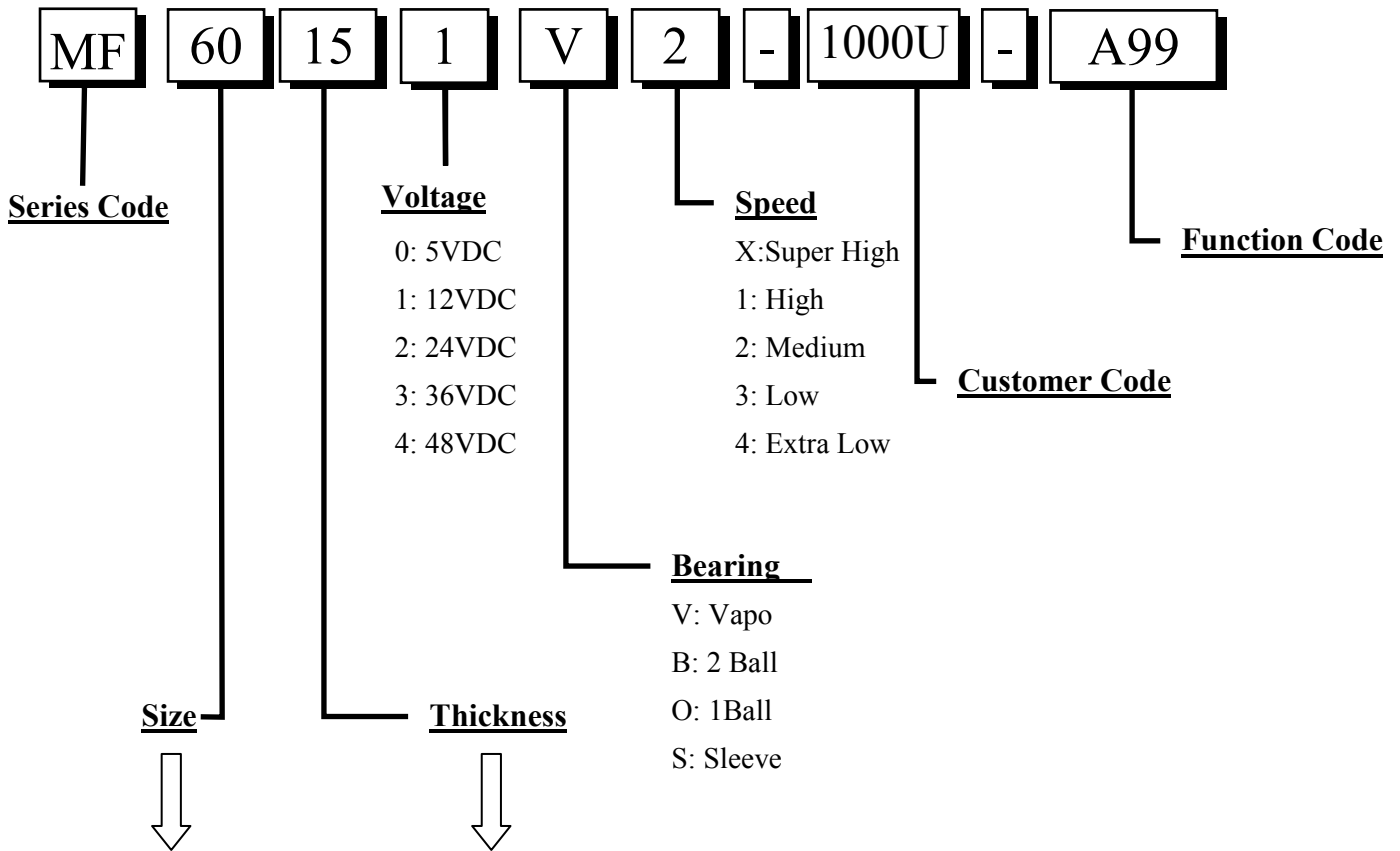 MF 60 15 1 V 2 - 1000U - A99
Series Code
Voltage
0: 5VDC
1: 12VDC
2: 24VDC
3: 36VDC
4: 48VDC
Speed
X:Super High
1: High
2: Medium
3: Low
4: Extra Low
Function Code
Customer Code
Bearing
V: Vapo
B: 2 Ball
O: 1Ball
S: Sleeve
Size
Thickness